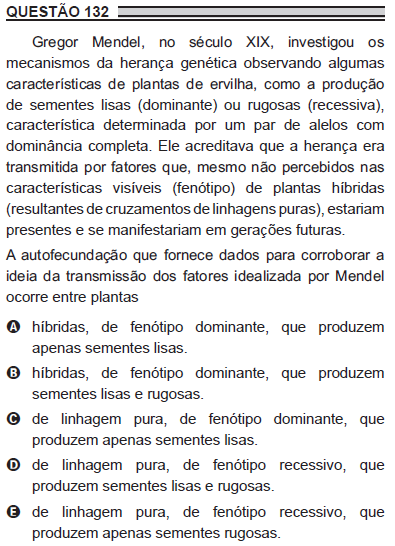 QUESTÃO 132
Gregor Mendel, no século XIX, investigou os
mecanismos da herança genética observando algumas
características de plantas de ervilha, como a produção
de sementes lisas (dominante) ou rugosas (recessiva),
característica determinada por um par de alelos com
dominância completa. Ele acreditava que a herança era
transmitida por fatores que, mesmo não percebidos nas
características visíveis (fenótipo) de plantas híbridas
(resultantes de cruzamentos de linhagens puras), estariam
presentes e se manifestariam em gerações futuras.
A autofecundação que fornece dados para corroborar a
ideia da transmissão dos fatores idealizada por Mendel
ocorre entre plantas
A híbridas, de fenótipo dominante, que produzem
apenas sementes lisas.
B híbridas, de fenótipo dominante, que produzem
sementes lisas e rugosas.
C de linhagem pura, de fenótipo dominante, que
produzem apenas sementes lisas.
D de linhagem pura, de fenótipo recessivo, que
produzem sementes lisas e rugosas.
E de linhagem pura, de fenótipo recessivo, que
produzem apenas sementes rugosas.